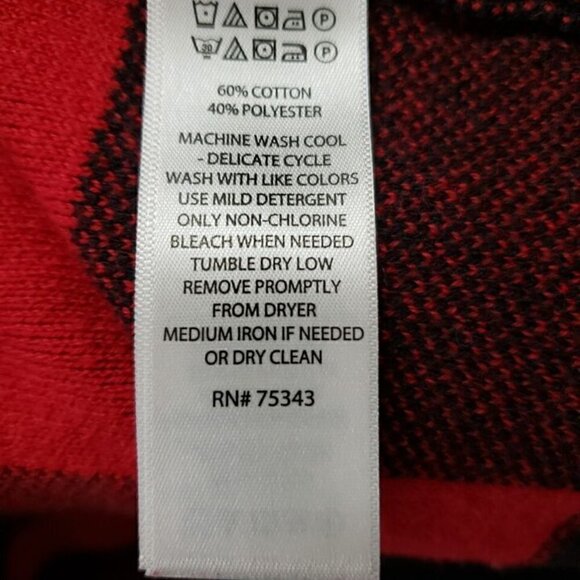 P
30 P
60% COTTON
40% POLYESTER
MACHINE WASH COOL
- DELICATE CYCLE
WASH WITH LIKE COLORS
USE MILD DETERGENT
ONLY NON-CHLORINE
BLEACH WHEN NEEDED
TUMBLE DRY LOW
REMOVE PROMPTLY
FROM DRYER
MEDIUM IRON IF NEEDED
OR DRY CLEAN
RN# 75343